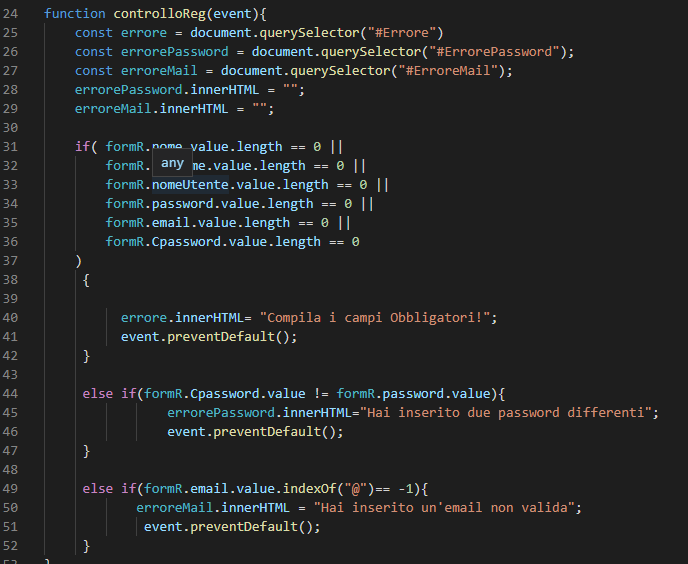 24 function controlloReg(event){
25 const errore = document.querySelector("#Errore")
26 const errorePassword = document.querySelector("#ErrorePassword");
27 const erroreMail = document.querySelector("#ErroreMail");
28 errorePassword.innerHTML = "";
29 erroreMail.innerHTML = "";
30
31 if( formR.nome.value.length == 0 ||
32 formR. any me.value.length == 0 ||
33 formR.nomeUtente.value.length == 0 ||
34 formR.password.value.length == 0 ||
35 formR.email.value.length == 0 ||
36 formR.Cpassword.value.length == 0
37 )
38 {
39
40 errore.innerHTML= "Compila i campi Obbligatori!";
41 event.preventDefault();
42 }
43
44 else if(formR.Cpassword.value != formR.password.value){
45 errorePassword.innerHTML="Hai inserito due password differenti";
46 event.preventDefault();
47 }
48
49 else if(formR.email.value.indexOf("@")== -1){
50 erroreMail.innerHTML = "Hai inserito un'email non valida";
51 event.preventDefault();
52 }